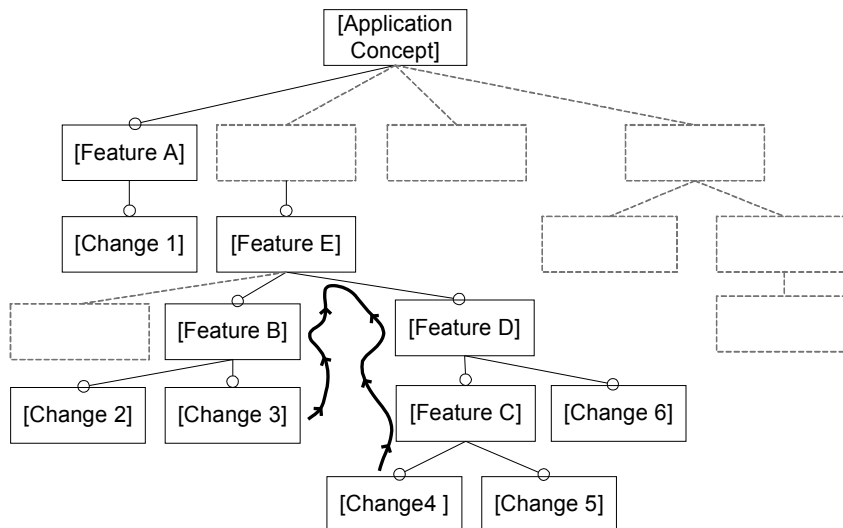 [Application
Concept]
[Feature A]
[Change 1]
[Feature E]
[Feature B]
[Feature D]
[Change 2]
[Change 3]
[Feature C]
[Change 6]
[Change4 ]
[Change 5]